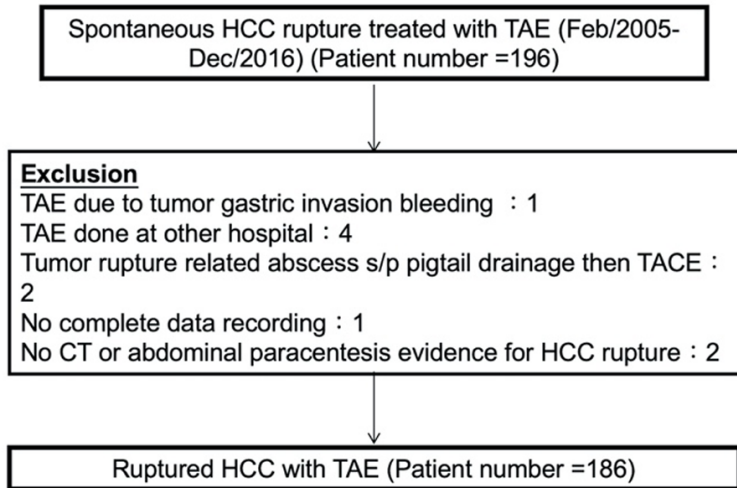 Spontaneous HCC rupture treated with TAE (Feb/2005-
Dec/2016) (Patient number =196)
Exclusion
TAE due to tumor gastric invasion bleeding ：1
TAE done at other hospital：4
Tumor rupture related abscess s/p pigtail drainage then TACE：
2
No complete data recording：1
No CT or abdominal paracentesis evidence for HCC rupture：2
Ruptured HCC with TAE (Patient number =186)